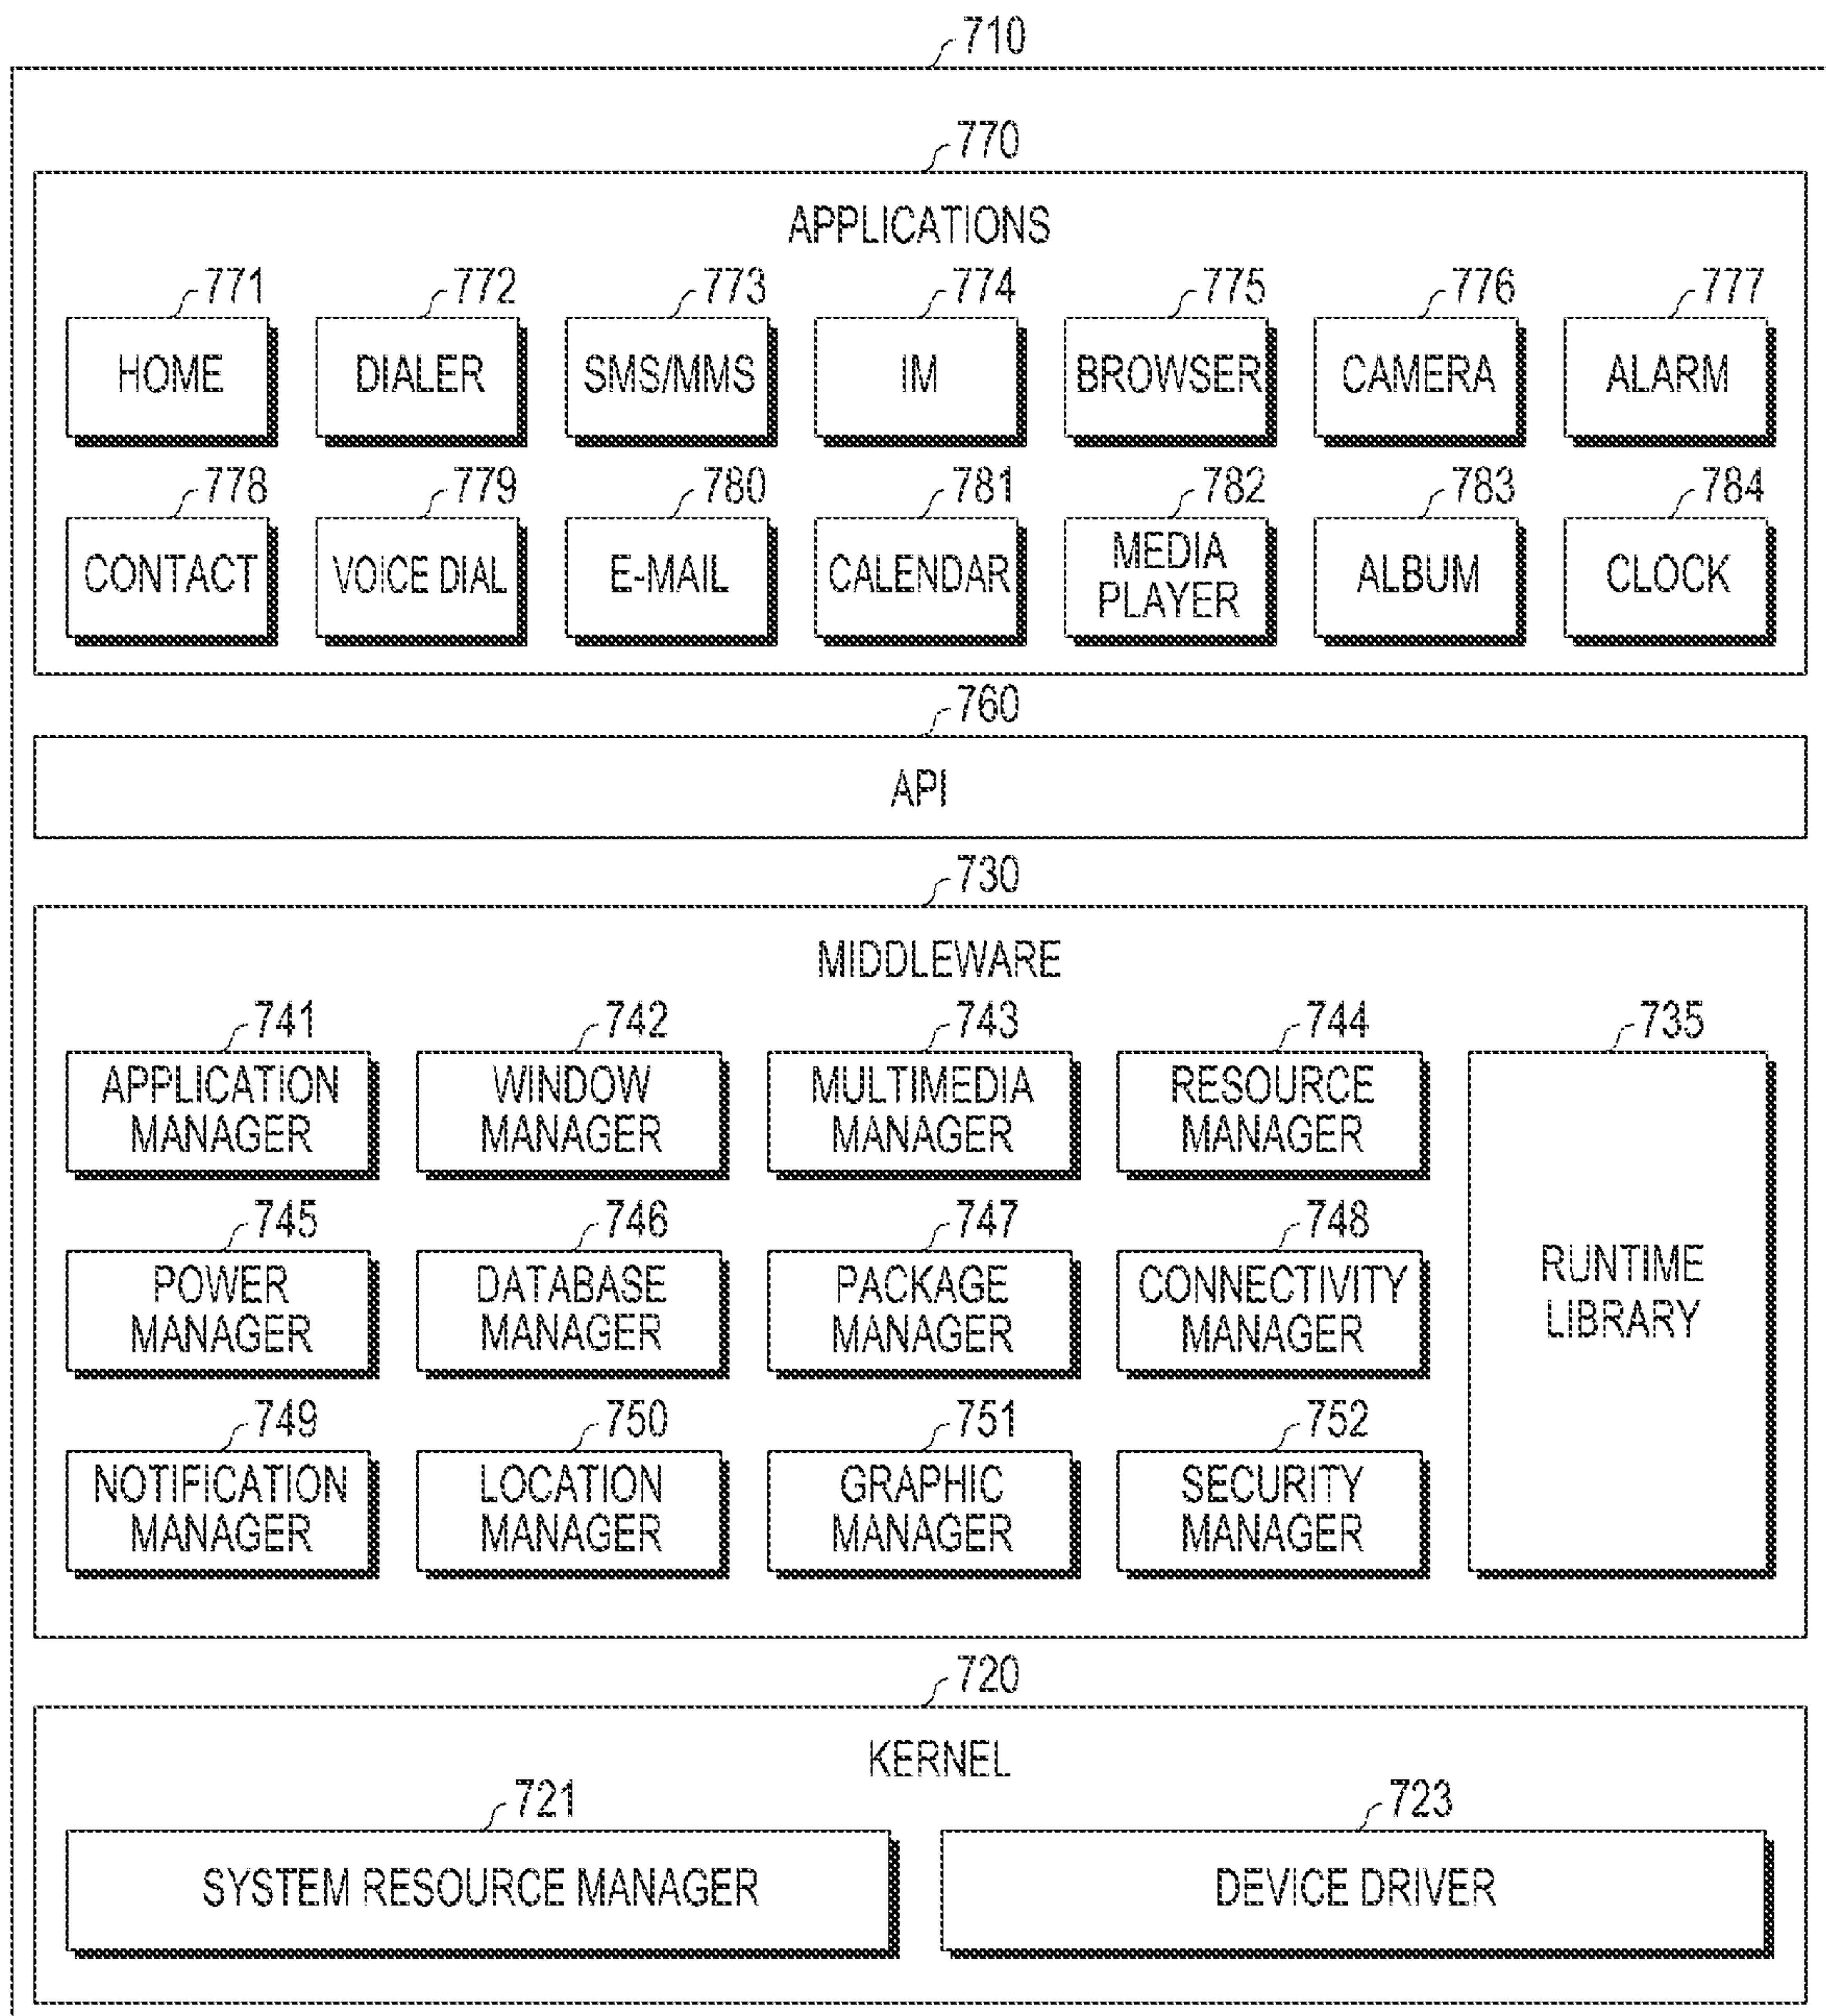 710
770
APPLICATIONS
771 772 773 774 775 776 777
HOME DIALER SMS/MMS IM BROWSER CAMERA ALARM
778 779 780 781 782 783 784
CONTACT VOICE DIAL E-MAIL CALENDAR MEDIA PLAYER ALBUM CLOCK
760
API
730
MIDDLEWARE
741 742 743 744 735
APPLICATION MANAGER WINDOW MANAGER MULTIMEDIA MANAGER RESOURCE MANAGER
745 746 747 748
POWER MANAGER DATABASE MANAGER PACKAGE MANAGER CONNECTIVITY MANAGER RUNTIME LIBRARY
749 750 751 752
NOTIFICATION MANAGER LOCATION MANAGER GRAPHIC MANAGER SECURITY MANAGER
720
KERNEL
721 723
SYSTEM RESOURCE MANAGER DEVICE DRIVER